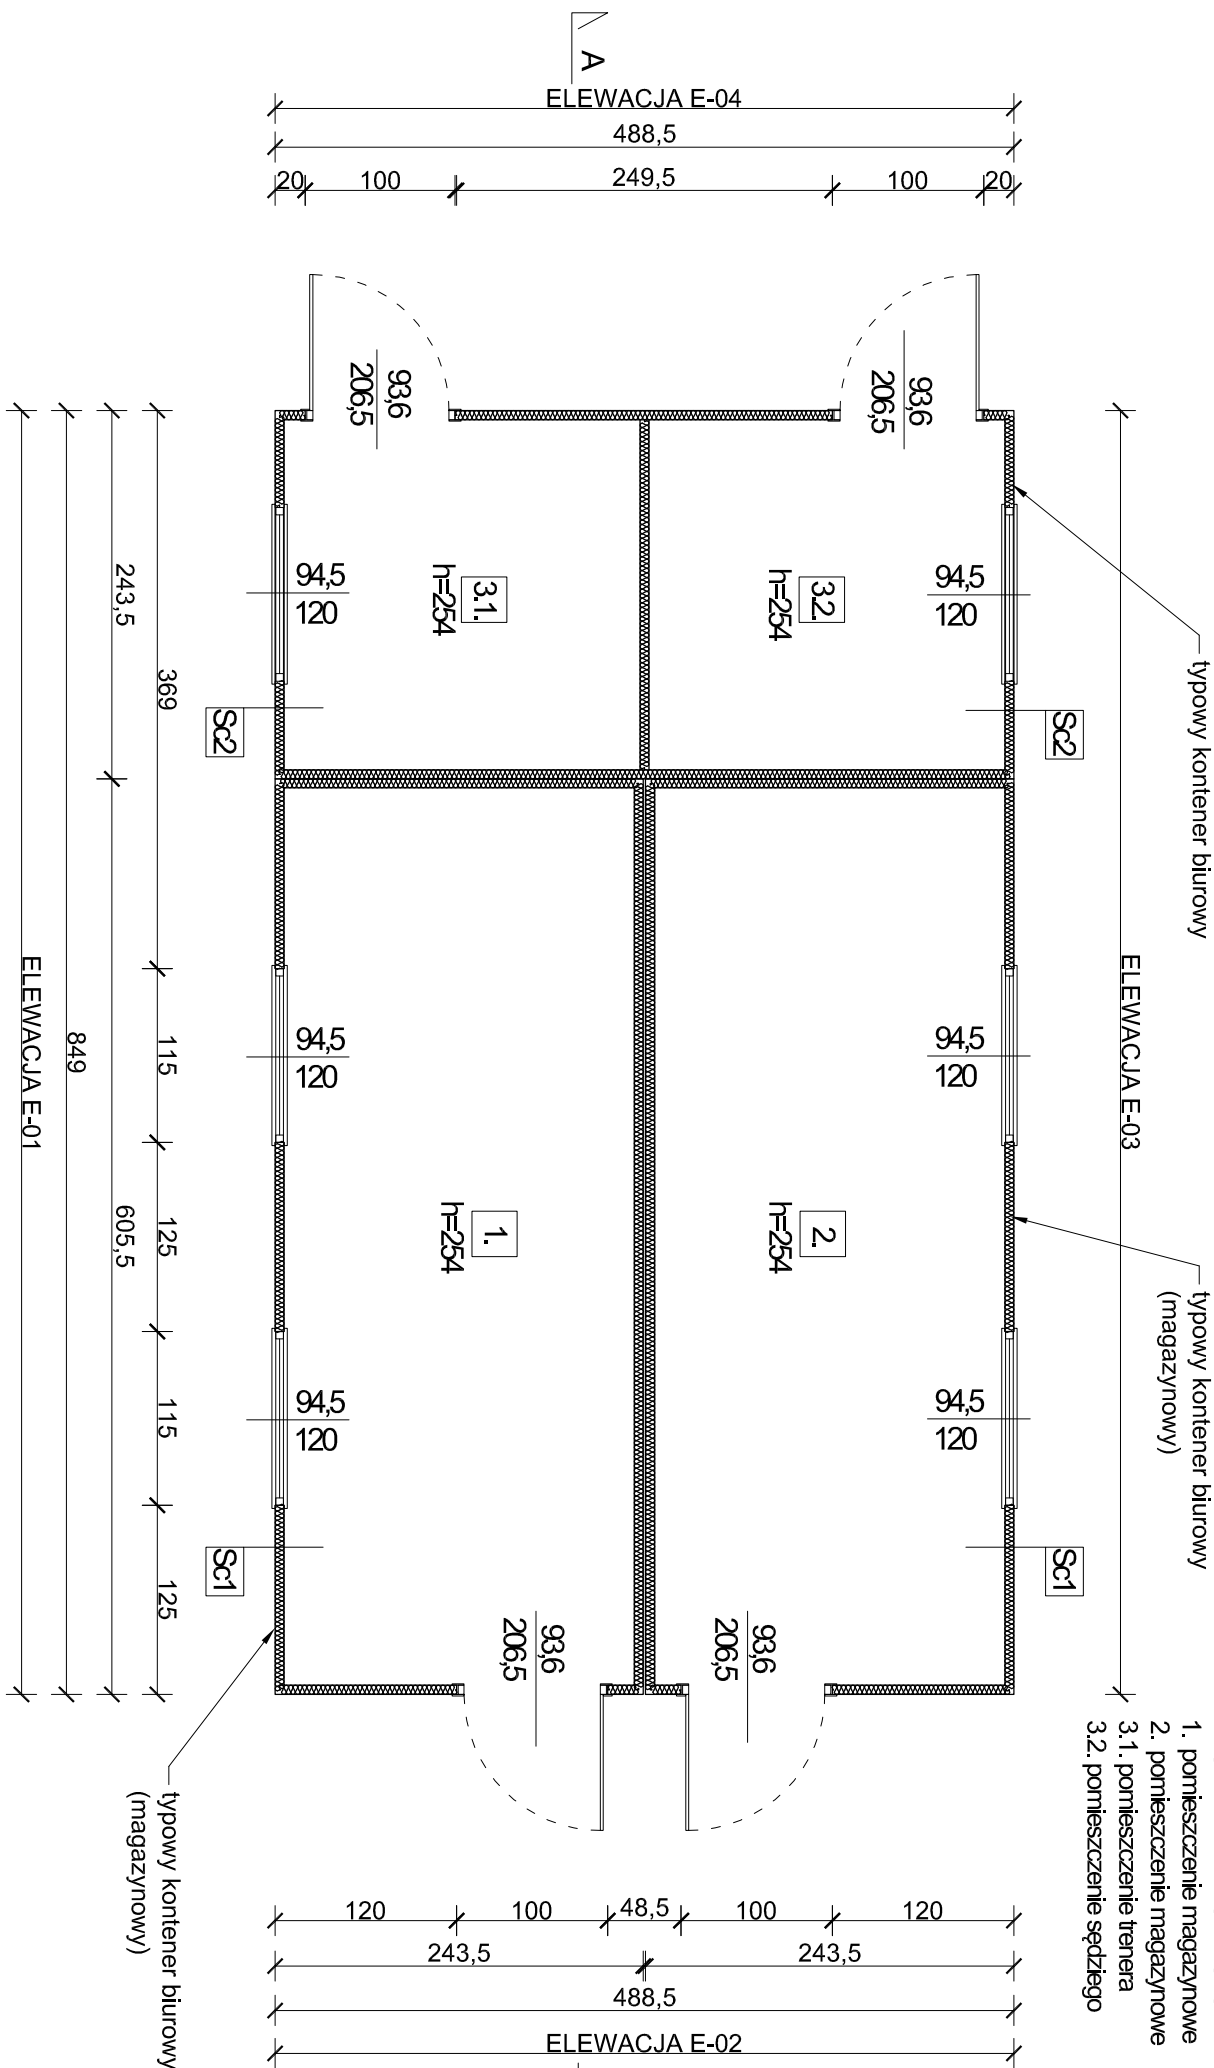 A
ELEWACJA E-04
488,5
20
100
249,5
100
20
93,6
206,5
93,6
206,5
typowy kontener biurowy
94,5
120
3.1.
h=254
3.2.
h=254
94,5
120
Sc2
Sc2
243,5
369
ELEWACJA E-03
94,5
120
94,5
120
ELEWACJA E-01
849
605,5
115
125
115
125
1.
h=254
2.
h=254
typowy kontener biurowy
(magazynowy)
94,5
120
94,5
120
Sc1
Sc1
93,6
206,5
93,6
206,5
1. pomieszczenie magazynowe
2. pomieszczenie magazynowe
3.1. pomieszczenie trenera
3.2. pomieszczenie sędziego
typowy kontener biurowy
(magazynowy)
120
100
48,5
100
120
243,5
243,5
488,5
ELEWACJA E-02